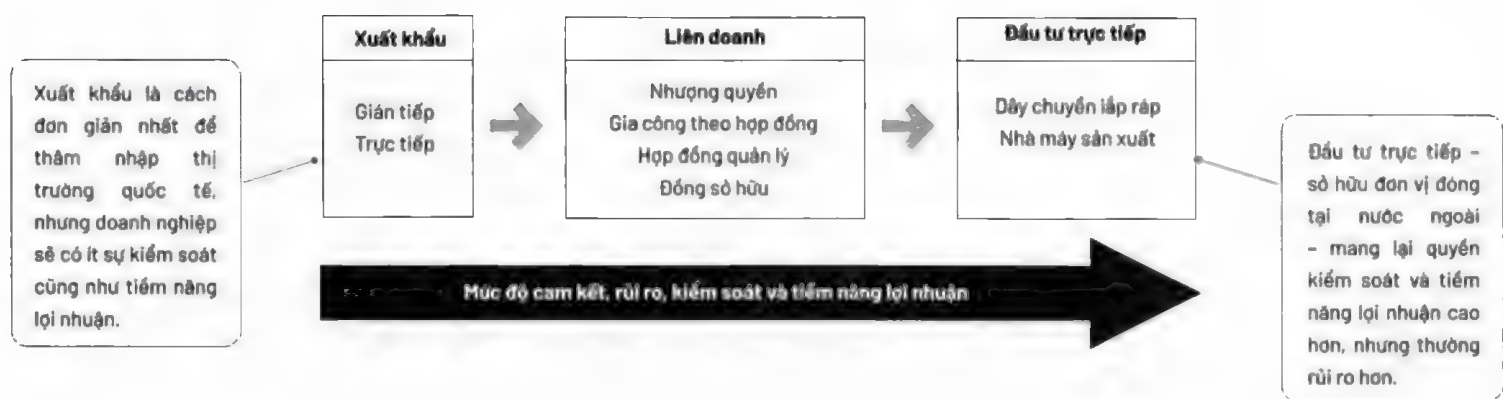 Xuất khẩu là cách
đơn giản nhất để
thâm nhập thị
trường quốc tế,
nhưng doanh nghiệp
sẽ có ít sự kiểm soát
cũng như tiềm năng
lợi nhuận.
Xuất khẩu
Gián tiếp
Trực tiếp
Liên doanh
Nhượng quyền
Gia công theo hợp đồng
Hợp đồng quản lý
Đồng sở hữu
Đầu tư trực tiếp
Dây chuyền lắp ráp
Nhà máy sản xuất
Đầu tư trực tiếp –
sở hữu đơn vị đóng
tại nước ngoài
– mang lại quyền
kiểm soát và tiềm
năng lợi nhuận cao
hơn, nhưng thường
rủi ro hơn.
Mức độ cam kết, rủi ro, kiểm soát và tiềm năng lợi nhuận